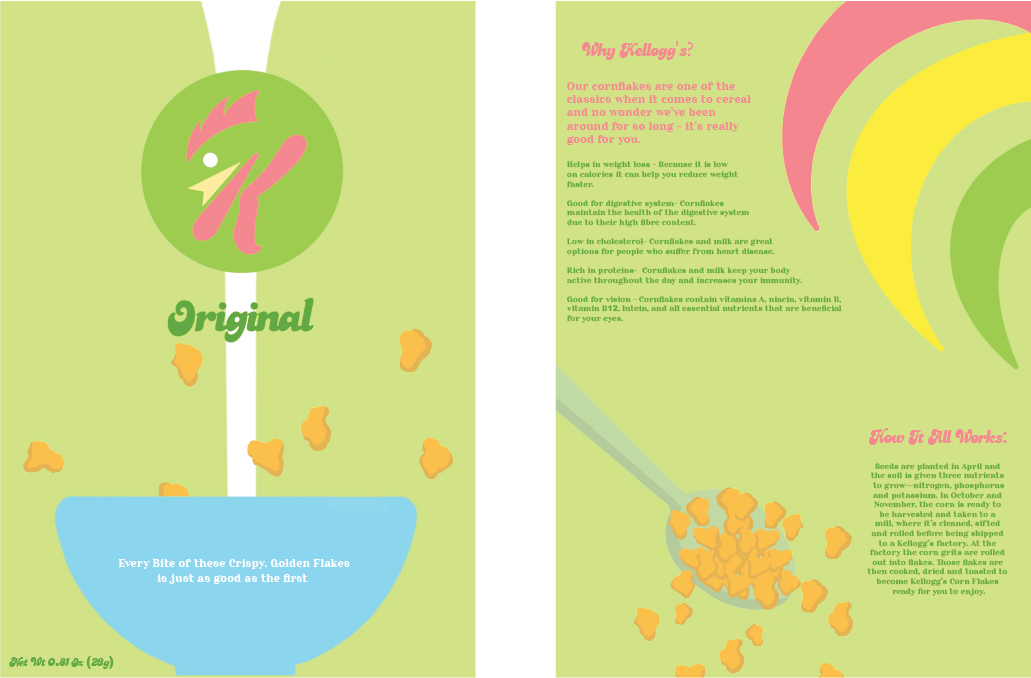 Original
Every Bite of these Crispy, Golden Flakes
is just as good as the first
Net Wt 0.81 Oz (28g)
Why Kellogg's?
Our cornflakes are one of the
classics when it comes to cereal
and no wonder we've been
around for so long - it's really
good for you.
Helps in weight loss - Because it is low
on calories it can help you reduce weight
faster.
Good for digestive system- Cornflakes
maintain the health of the digestive system
due to their high fibre content.
Low in cholesterol- Cornflakes and milk are great
options for people who suffer from heart disease.
Rich in proteins- Cornflakes and milk keep your body
active throughout the day and increases your immunity.
Good for vision - Cornflakes contain vitamins A, niacin, vitamin B,
vitamin B12, lutein, and all essential nutrients that are beneficial
for your eyes.
How It All Works:
Seeds are planted in April and
the soil is given three nutrients
to grow—nitrogen, phosphorus
and potassium. In October and
November, the corn is ready to
be harvested and taken to a
mill, where it's cleaned, sifted
and rolled before being shipped
to a Kellogg's factory. At the
factory the corn grits are rolled
out into flakes. Those flakes are
then cooked, dried and toasted to
become Kellogg's Corn Flakes
ready for you to enjoy.